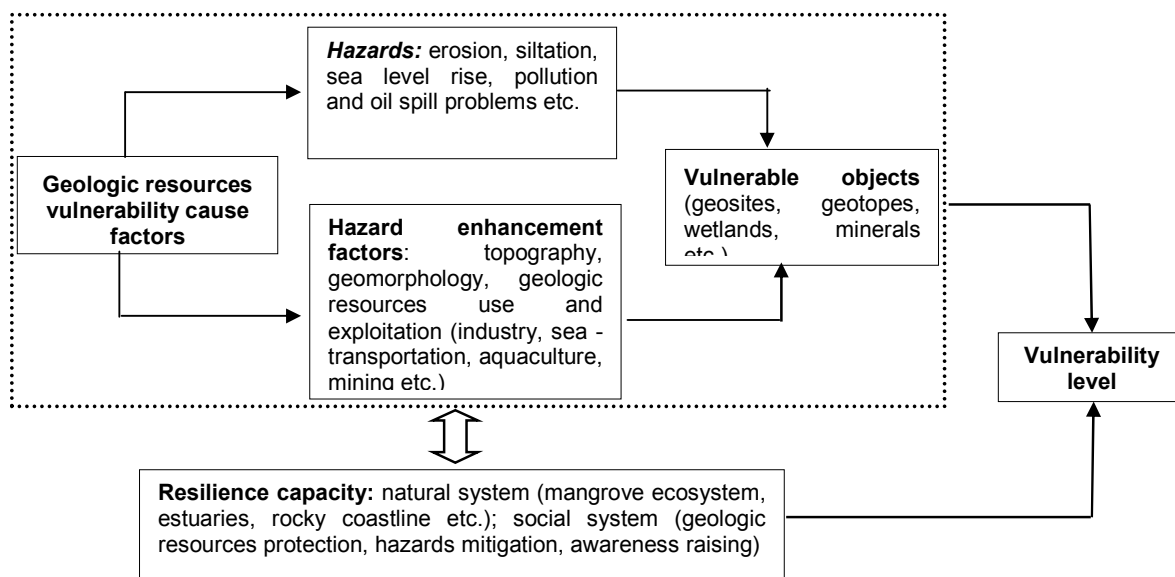 Hazards: erosion, siltation,
sea level rise, pollution
and oil spill problems etc.
Geologic resources
vulnerability cause
factors
Hazard enhancement
factors: topography,
geomorphology, geologic
resources use and
exploitation (industry, sea -
transportation, aquaculture,
mining etc.)
Vulnerable objects
(geosites, geotopes,
wetlands, minerals
etc.)
Vulnerability
level
Resilience capacity: natural system (mangrove ecosystem,
estuaries, rocky coastline etc.); social system (geologic
resources protection, hazards mitigation, awareness raising)